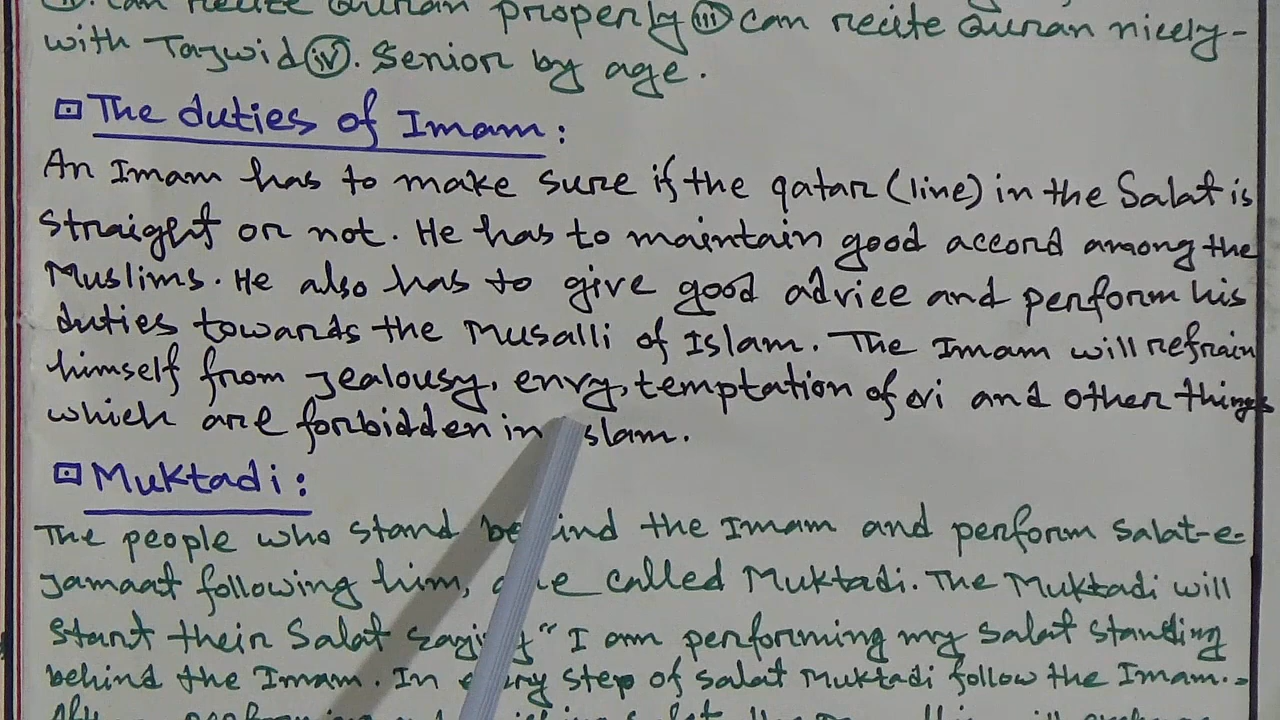 can recite Quran properly (iii) can recite Quran nicely-
with Tazwid (iv). Senior by age.
The duties of Imam:
An Imam has to make sure if the qatar (line) in the Salat is
straight or not. He has to maintain good accord among the
Muslims. He also has to give good advice and perform his
duties towards the Musalli of Islam. The Imam will refrain
himself from jealousy, envy, temptation of and other things
which are forbidden in slam.
Muktadi:
The people who stand behind the Imam and perform Salat-e-
jamaat following him, are called Muktadi. The Muktadi will
start their Salat saying "I am performing my salat standing
behind the Imam. In every step of salat Muktadi follow the Imam.-